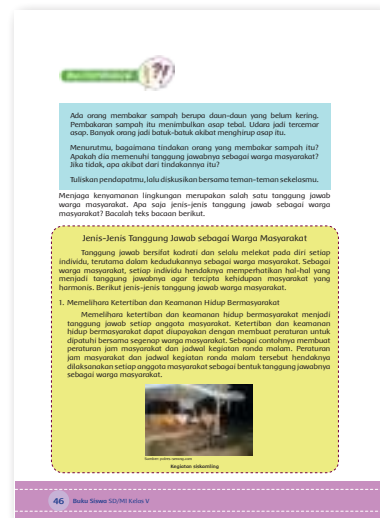 Ada orang membakar sampah berupa daun-daun yang belum kering.
Pembakaran sampah itu menimbulkan asap tebal. Udara jadi tercemar
asap. Banyak orang jadi batuk-batuk akibat menghirup asap itu.
Menurutmu, bagaimana tindakan orang yang membakar sampah itu?
Apakah dia memenuhi tanggung jawabnya sebagai warga masyarakat?
Jika tidak, apa akibat dari tindakannya itu?
Tuliskan pendapatmu, lalu diskusikan bersama teman-teman sekelasmu.
Menjaga kenyamanan lingkungan merupakan salah satu tanggung jawab
warga masyarakat. Apa saja jenis-jenis tanggung jawab sebagai warga
masyarakat? Bacalah teks bacaan berikut.
Jenis-Jenis Tanggung Jawab sebagai Warga Masyarakat
Tanggung jawab bersifat kodrati dan selalu melekat pada diri setiap
individu, terutama dalam kedudukannya sebagai warga masyarakat. Sebagai
warga masyarakat, setiap individu hendaknya memperhatikan hal-hal yang
menjadi tanggung jawabnya agar tercipta kehidupan masyarakat yang
harmonis. Berikut jenis-jenis tanggung jawab warga masyarakat.
1. Memelihara Ketertiban dan Keamanan Hidup Bermasyarakat
Memelihara ketertiban dan keamanan hidup bermasyarakat menjadi
tanggung jawab setiap anggota masyarakat. Ketertiban dan keamanan
hidup bermasyarakat dapat diupayakan dengan membuat peraturan untuk
dipatuhi bersama segenap warga masyarakat. Sebagai contohnya membuat
peraturan jam masyarakat dan jadwal kegiatan ronda malam. Peraturan
jam masyarakat dan jadwal kegiatan ronda malam tersebut hendaknya
dilaksanakan setiap anggota masyarakat sebagai bentuk tanggung jawabnya
sebagai warga masyarakat.
Kegiatan siskamling
46 Buku Siswa SD/MI Kelas V